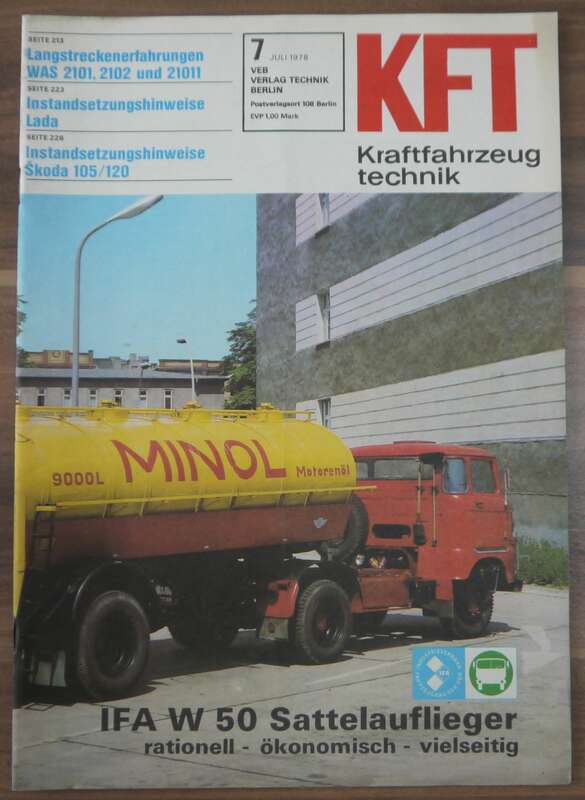 SEITE 213
Langstreckenerfahrungen
WAS 2101, 2102 und 21011
SEITE 223
Instandsetzungshinweise
Lada
SEITE 226
Instandsetzungshinweise
Škoda 105/120
7 JULI 1978
VEB
VERLAG TECHNIK
BERLIN
Postverlagsort 108 Berlin
EVP 1,00 Mark
KFT
Kraftfahrzeug
technik
9000L MINOL Motorenöl
IFA
IFA W 50 Sattelauflieger
rationell - ökonomisch - vielseitig